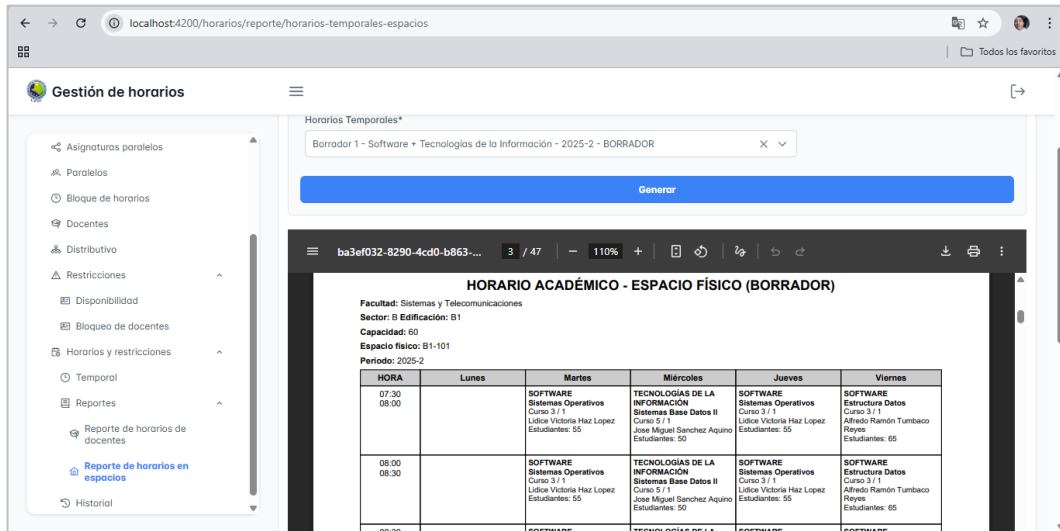 localhost:4200/horarios/reporte/horarios-temporales-espacios
Todos los favoritos
Gestión de horarios
Asignaturas paralelos
Paralelos
Bloque de horarios
Docentes
Distributivo
Restricciones
Disponibilidad
Bloqueo de docentes
Horarios y restricciones
Temporal
Reportes
Reporte de horarios de
docentes
Reporte de horarios en
espacios
Historial
Horarios Temporales*
Borrador 1 - Software + Tecnologías de la Información - 2025-2 - BORRADOR
Generar
ba3ef032-8290-4cd0-b863-... 3 / 47 110%
HORARIO ACADÉMICO - ESPACIO FÍSICO (BORRADOR)
Facultad: Sistemas y Telecomunicaciones
Sector: B Edificación: B1
Capacidad: 60
Espacio físico: B1-101
Periodo: 2025-2
HORA Lunes Martes Miércoles Jueves Viernes
07:30
08:00
SOFTWARE
Sistemas Operativos
Curso 3 / 1
Lidice Victoria Haz Lopez
Estudiantes: 55
TECNOLOGÍAS DE LA
INFORMACIÓN
Sistemas Base Datos II
Curso 5 / 1
Jose Miguel Sanchez Aquino
Estudiantes: 50
SOFTWARE
Sistemas Operativos
Curso 3 / 1
Lidice Victoria Haz Lopez
Estudiantes: 55
SOFTWARE
Estructura Datos
Curso 3 / 1
Alfredo Ramón Tumbaco
Reyes
Estudiantes: 65
08:00
08:30
SOFTWARE
Sistemas Operativos
Curso 3 / 1
Lidice Victoria Haz Lopez
Estudiantes: 55
TECNOLOGÍAS DE LA
INFORMACIÓN
Sistemas Base Datos II
Curso 5 / 1
Jose Miguel Sanchez Aquino
Estudiantes: 50
SOFTWARE
Sistemas Operativos
Curso 3 / 1
Lidice Victoria Haz Lopez
Estudiantes: 55
SOFTWARE
Estructura Datos
Curso 3 / 1
Alfredo Ramón Tumbaco
Reyes
Estudiantes: 65